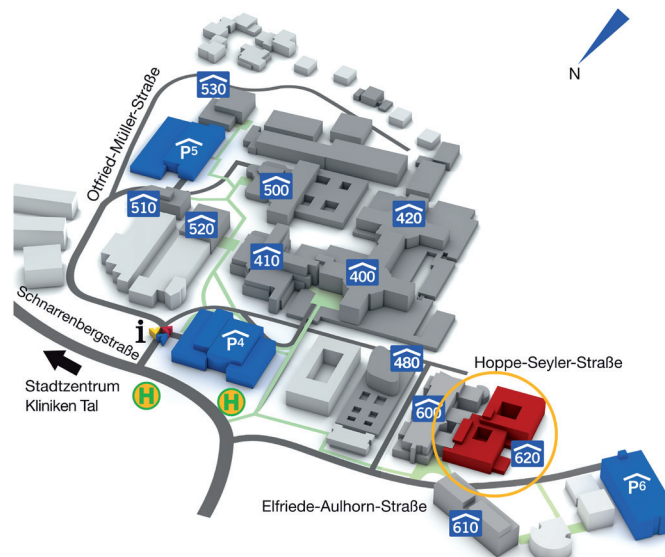 N
530
Otfried-Müller-Straße
P5
500
510
520
420
410
400
Schnarrenbergstraße
i
P4
480
Hoppe-Seyler-Straße
Stadtzentrum
Kliniken Tal
H
H
600
620
P6
Elfriede-Aulhorn-Straße
610